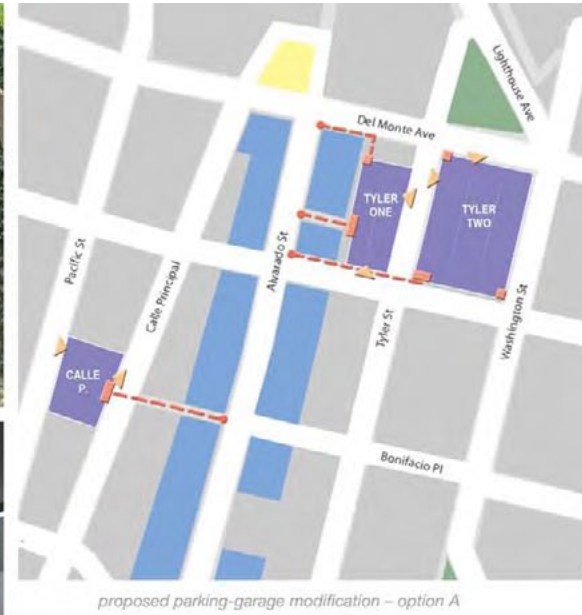 Lighthouse Ave
Del Monte Ave
TYLER
ONE
TYLER
TWO
Pacific St
Calle Principal
Alvarado St
Tyler St
Washington St
CALLE
P.
Bonifacio Pl
proposed parking-garage modification – option A